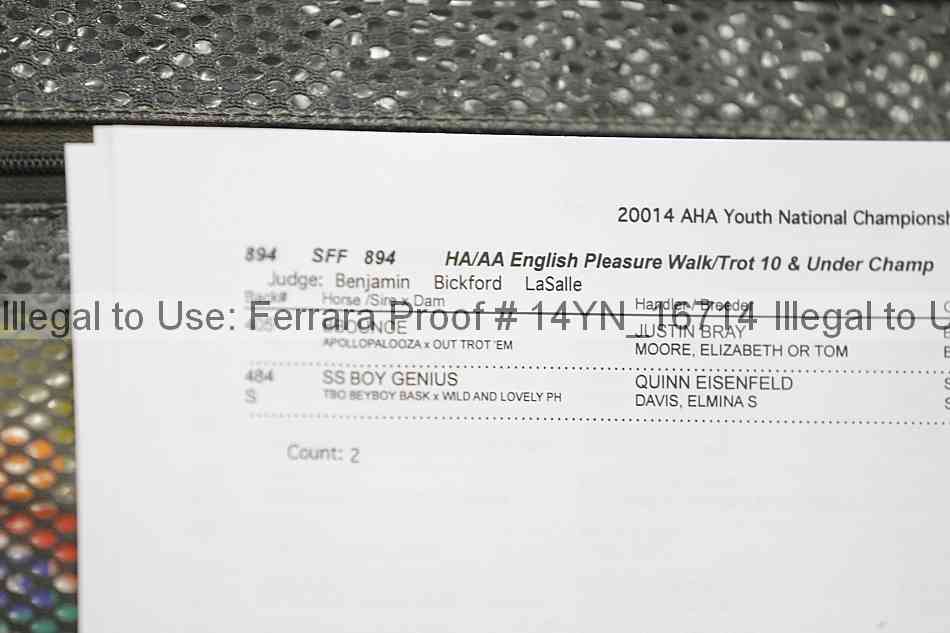 20014 AHA Youth National Championsh
894 SFF 894 HA/AA English Pleasure Walk/Trot 10 & Under Champ
Judge: Benjamin Bickford LaSalle
Back# Horse /Sire x Dam Handler / Breeder
Illegal to Use: Ferrara Proof # 14YN_16714 Illegal to U
JUSTIN BRAY
APOLLOPALOOZA x OUT TROT 'EM MOORE, ELIZABETH OR TOM
484 SS BOY GENIUS QUINN EISENFELD
S TBO BEYBOY BASK x WILD AND LOVELY PH DAVIS, ELMINA S
Count: 2